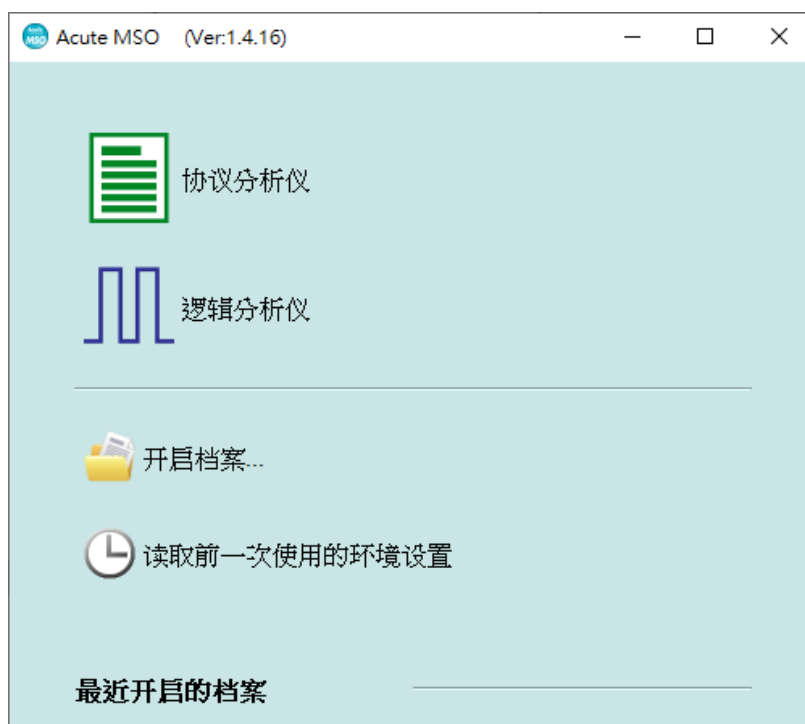 Acute MSO (Ver:1.4.16)
协议分析仪
逻辑分析仪
开启档案...
读取前一次使用的环境设置
最近开启的档案